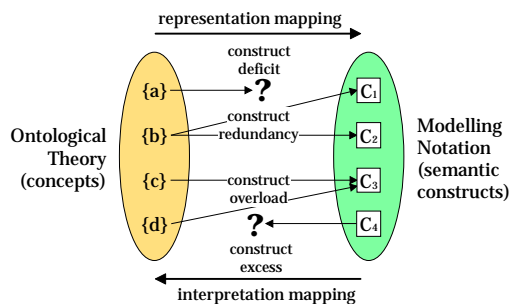 representation mapping
construct
deficit
{a}
?
C1
construct
redundancy
{b}
C2
Ontological
Theory
(concepts)
Modelling
Notation
(semantic
constructs)
{c}
construct
overload
C3
{d}
?
C4
construct
excess
interpretation mapping